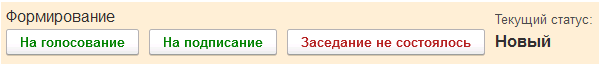 Формирование
На голосование
На подписание
Заседание не состоялось
Текущий статус:
Новый